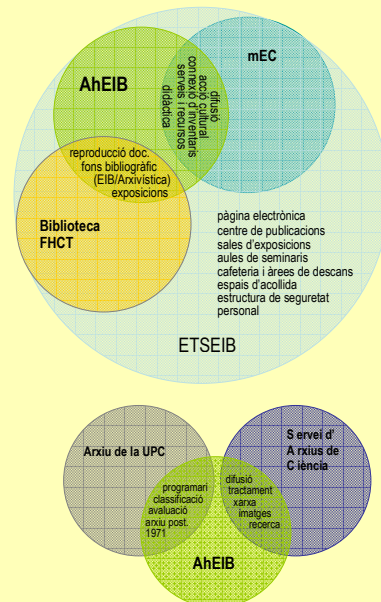 AhEIB
mEC
difusió
acció cultural
connexió d'inventaris
serveis i recursos
didàctica
reproducció doc.
fons bibliogràfic
(EIB/Arxivística)
exposicions
Biblioteca
FHCT
pàgina electrònica
centre de publicacions
sales d'exposicions
aules de seminaris
cafeteria i àrees de descans
espais d'acollida
estructura de seguretat
personal
ETSEIB
Arxiu de la UPC
S ervei d'
A rxius de
C iència
programari
classificació
avaluació
arxiu post.
1971
difusió
tractament
xarxa
imatges
recerca
AhEIB